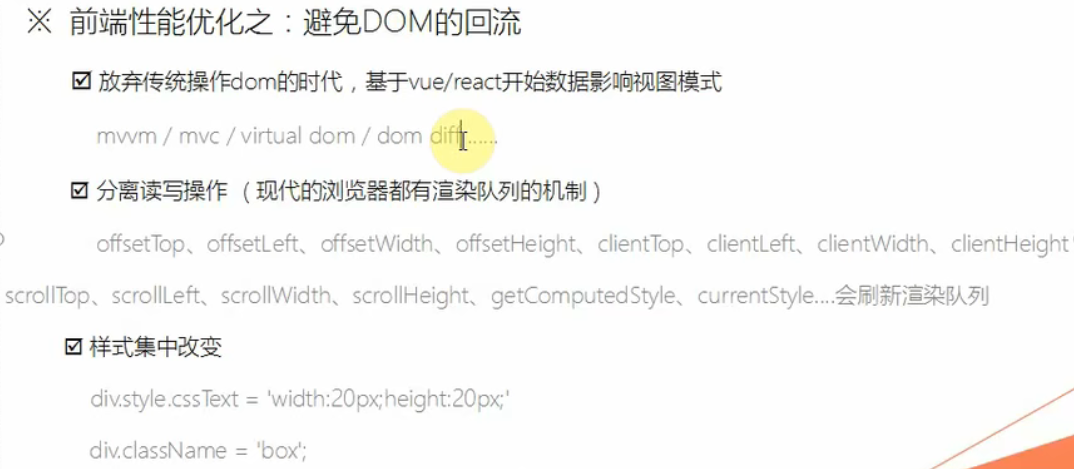 ※ 前端性能优化之：避免DOM的回流
☑ 放弃传统操作dom的时代，基于vue/react开始数据影响视图模式
mvvm / mvc / virtual dom / dom diff......
☑ 分离读写操作 （现代的浏览器都有渲染队列的机制）
offsetTop、offsetLeft、offsetWidth、offsetHeight、clientTop、clientLeft、clientWidth、clientHeight
scrollTop、scrollLeft、scrollWidth、scrollHeight、getComputedStyle、currentStyle....会刷新渲染队列
☑ 样式集中改变
div.style.cssText = 'width:20px;height:20px;'
div.className = 'box';